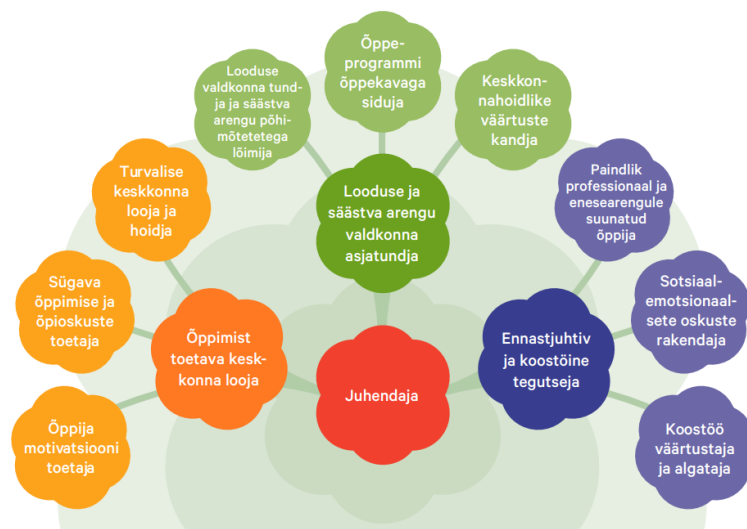 Õppe-
programmi
õppekavaga
siduja
Looduse
valdkonna tund-
ja ja säästva
arengu põhi-
mõtetetega
lõimija
Keskkon-
nahoidlike
väärtuste
kandja
Turvalise
keskkonna
looja ja
hoidja
Looduse ja
säästva arengu
valdkonna
asjatundja
Paindlik
professionaal ja
enesearengule
suunatud
õppija
Sügava
õppimise ja
õpioskuste
toetaja
Sotsiaal-
emotsionaal-
sete oskuste
rakendaja
Õppimist
toetava kesk-
konna looja
Juhendaja
Ennastjuhtiv
ja koostöine
tegutseja
Õppija
motivatsiooni
toetaja
Koostöö
väärtustaja
ja algataja